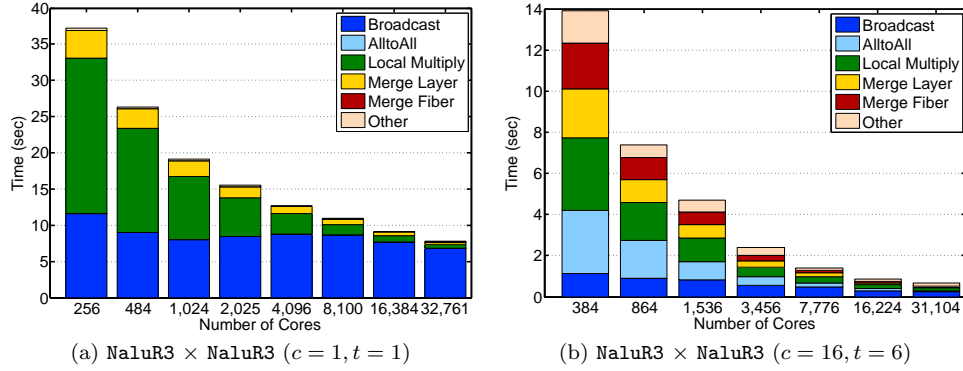 40
35
30
25
20
15
10
5
0
Time (sec)
Broadcast
AlltoAll
Local Multiply
Merge Layer
Merge Fiber
Other
256 484 1,024 2,025 4,096 8,100 16,384 32,761
Number of Cores
(a) NaluR3 × NaluR3 (c = 1, t = 1)
14
12
10
8
6
4
2
0
Time (sec)
Broadcast
AlltoAll
Local Multiply
Merge Layer
Merge Fiber
Other
384 864 1,536 3,456 7,776 16,224 31,104
Number of Cores
(b) NaluR3 × NaluR3 (c = 16, t = 6)